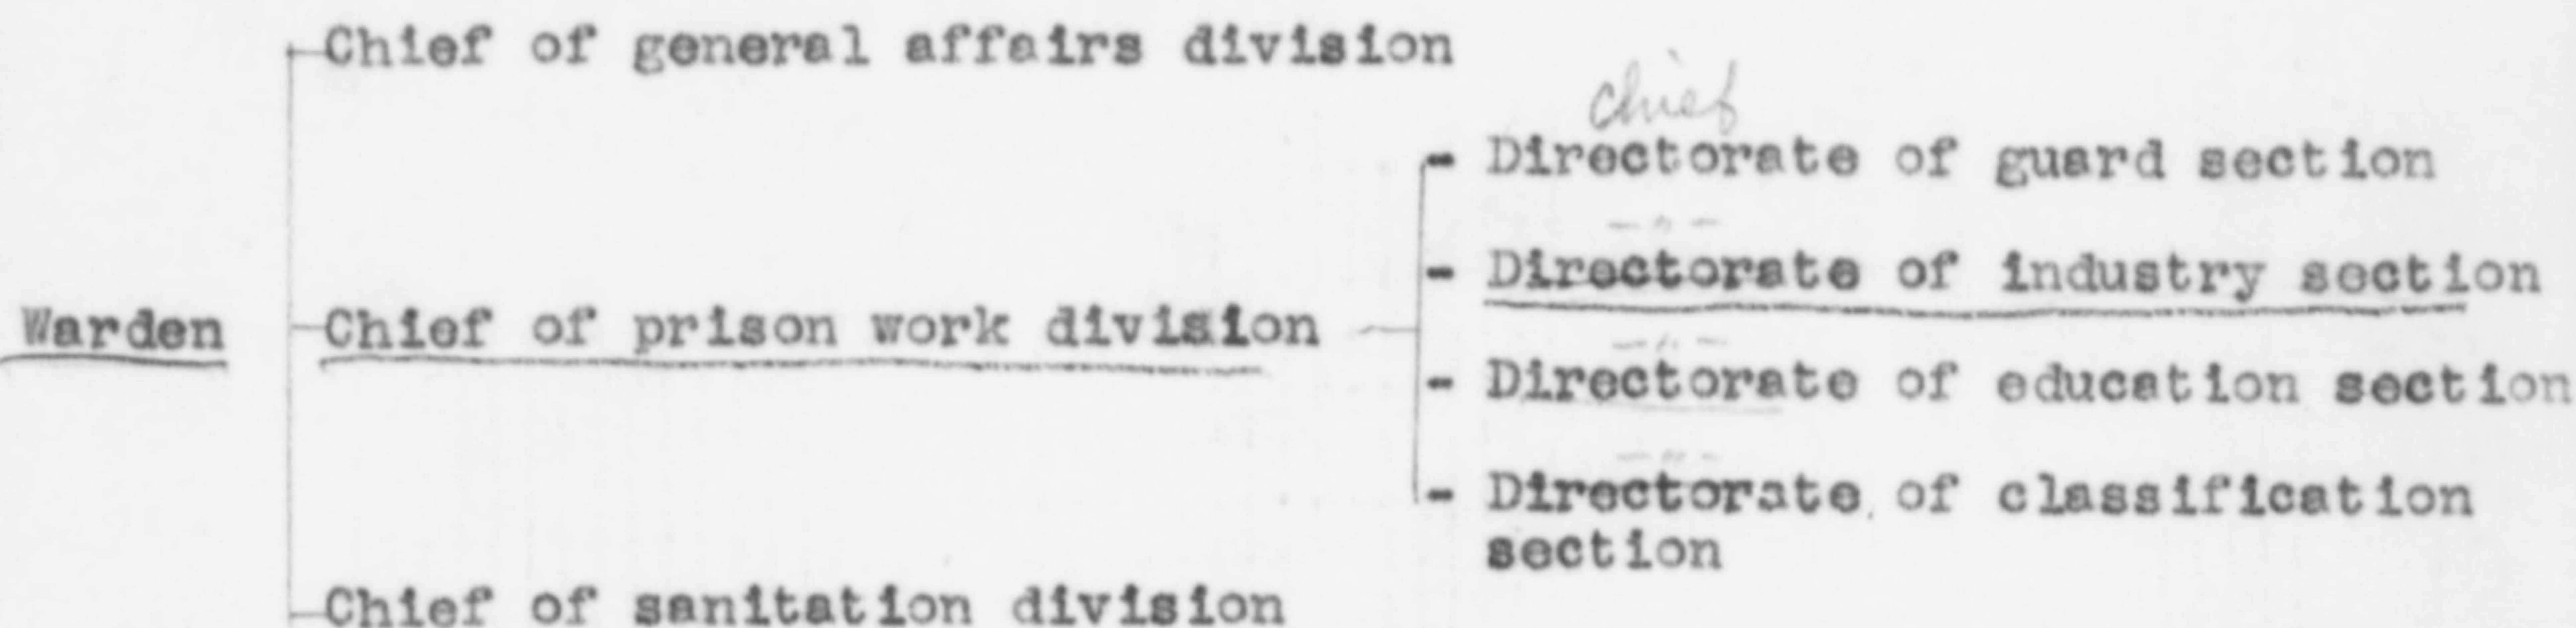 Chief of general affairs division
chief
- Directorate of guard section
- " -
- Directorate of industry section
Warden
Chief of prison work division
- " -
- Directorate of education section
- " -
- Directorate of classification
section
Chief of sanitation division